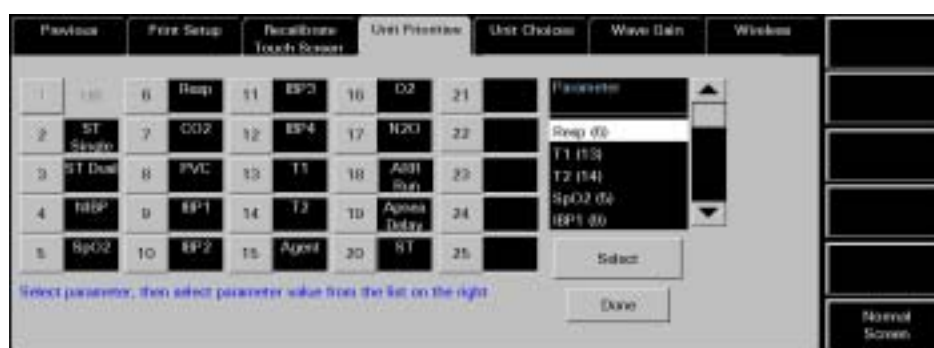 Previous
Print Setup
Recalibrate
Touch Screen
Unit Priorities
Unit Choices
Wave Gain
Wireless
1 HR 6 Resp 11 IBP3 16 O2 21
2 ST Single 7 CO2 12 IBP4 17 N2O 22
3 ST Dual 8 PVC 13 T1 18 23
4 NIBP 9 IBP1 14 T2 19 Apnea Delay 24
5 SpO2 10 IBP2 15 Agent 20 ST 25
Parameter
Resp (6)
T1 (13)
T2 (14)
SpO2 (5)
IBP1 (9)
Select
Done
Select parameter, then select parameter value from the list on the right
Normal
Screen